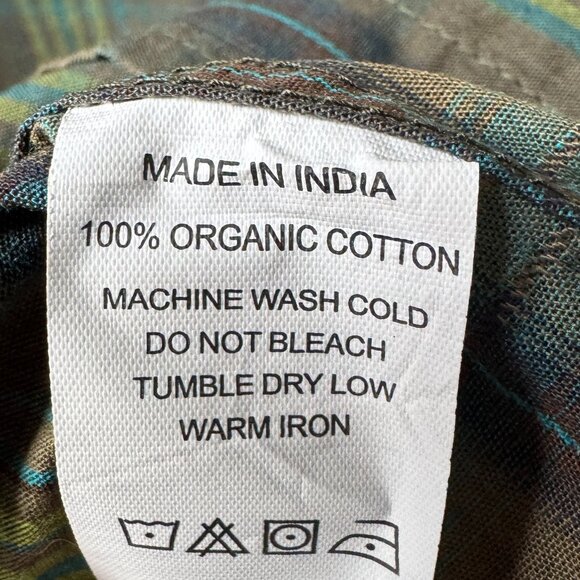 MADE IN INDIA
100% ORGANIC COTTON
MACHINE WASH COLD
DO NOT BLEACH
TUMBLE DRY LOW
WARM IRON